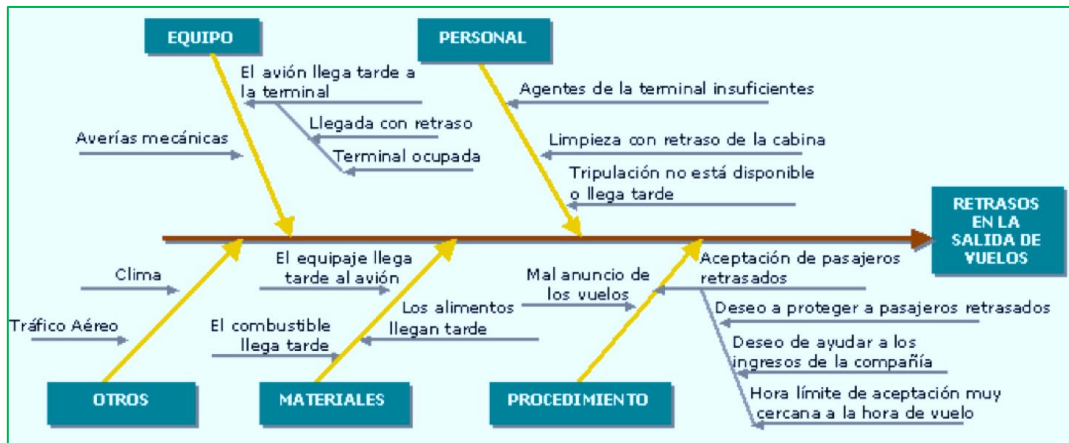 EQUIPO
PERSONAL
El avión llega tarde a
la terminal
Llegada con retraso
Terminal ocupada
Averías mecánicas
Agentes de la terminal insuficientes
Limpieza con retraso de la cabina
Tripulación no está disponible
o llega tarde
RETRASOS
EN LA
SALIDA DE
VUELOS
Clima
Tráfico Aéreo
OTROS
El equipaje llega
tarde al avión
Los alimentos
llegan tarde
El combustible
llega tarde
MATERIALES
Mal anuncio de
los vuelos
Aceptación de pasajeros
retrasados
Deseo a proteger a pasajeros retrasados
Deseo de ayudar a los
ingresos de la compañía
Hora límite de aceptación muy
cercana a la hora de vuelo
PROCEDIMIENTO